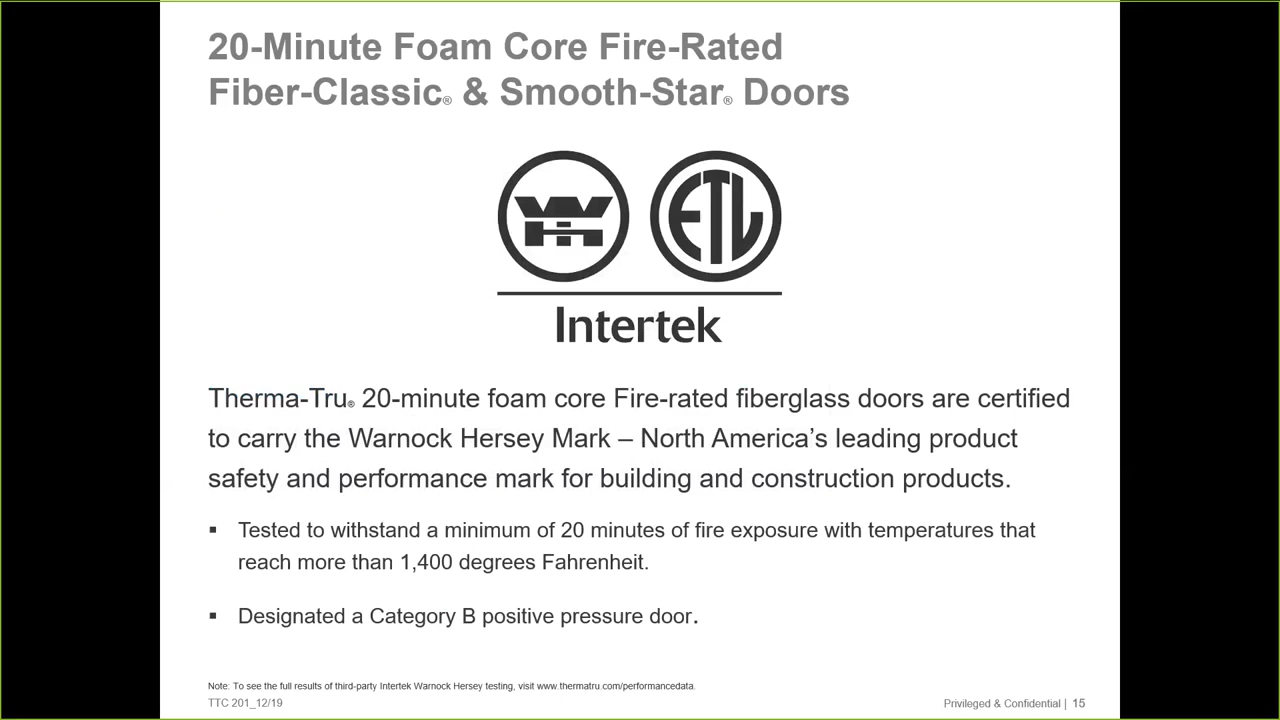 20-Minute Foam Core Fire-Rated
Fiber-Classic® & Smooth-Star® Doors
WH ETL
Intertek
Therma-Tru® 20-minute foam core Fire-rated fiberglass doors are certified
to carry the Warnock Hersey Mark – North America’s leading product
safety and performance mark for building and construction products.
▪ Tested to withstand a minimum of 20 minutes of fire exposure with temperatures that
reach more than 1,400 degrees Fahrenheit.
▪ Designated a Category B positive pressure door.
Note: To see the full results of third-party Intertek Warnock Hersey testing, visit www.thermatru.com/performancedata.
TTC 201_12/19
Privileged & Confidential | 15